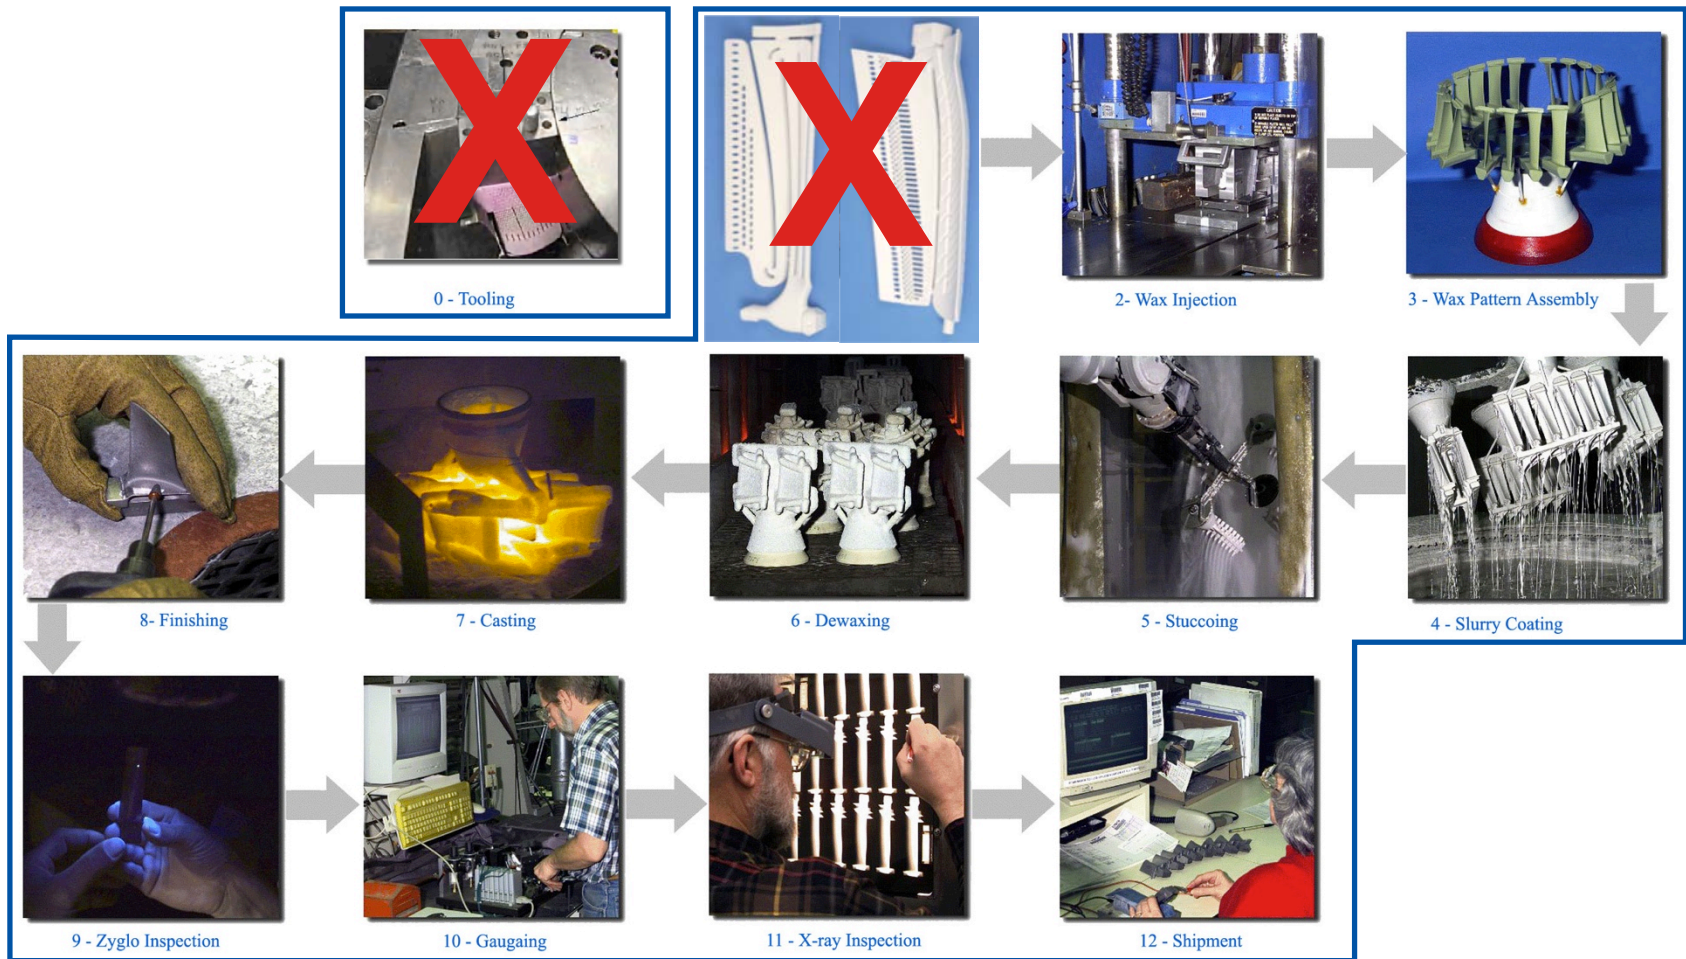 0 - Tooling
2- Wax Injection
3 - Wax Pattern Assembly
CAUTION
8- Finishing
7 - Casting
6 - Dewaxing
5 - Stuccoing
4 - Slurry Coating
9 - Zyglo Inspection
10 - Gaugaing
11 - X-ray Inspection
12 - Shipment